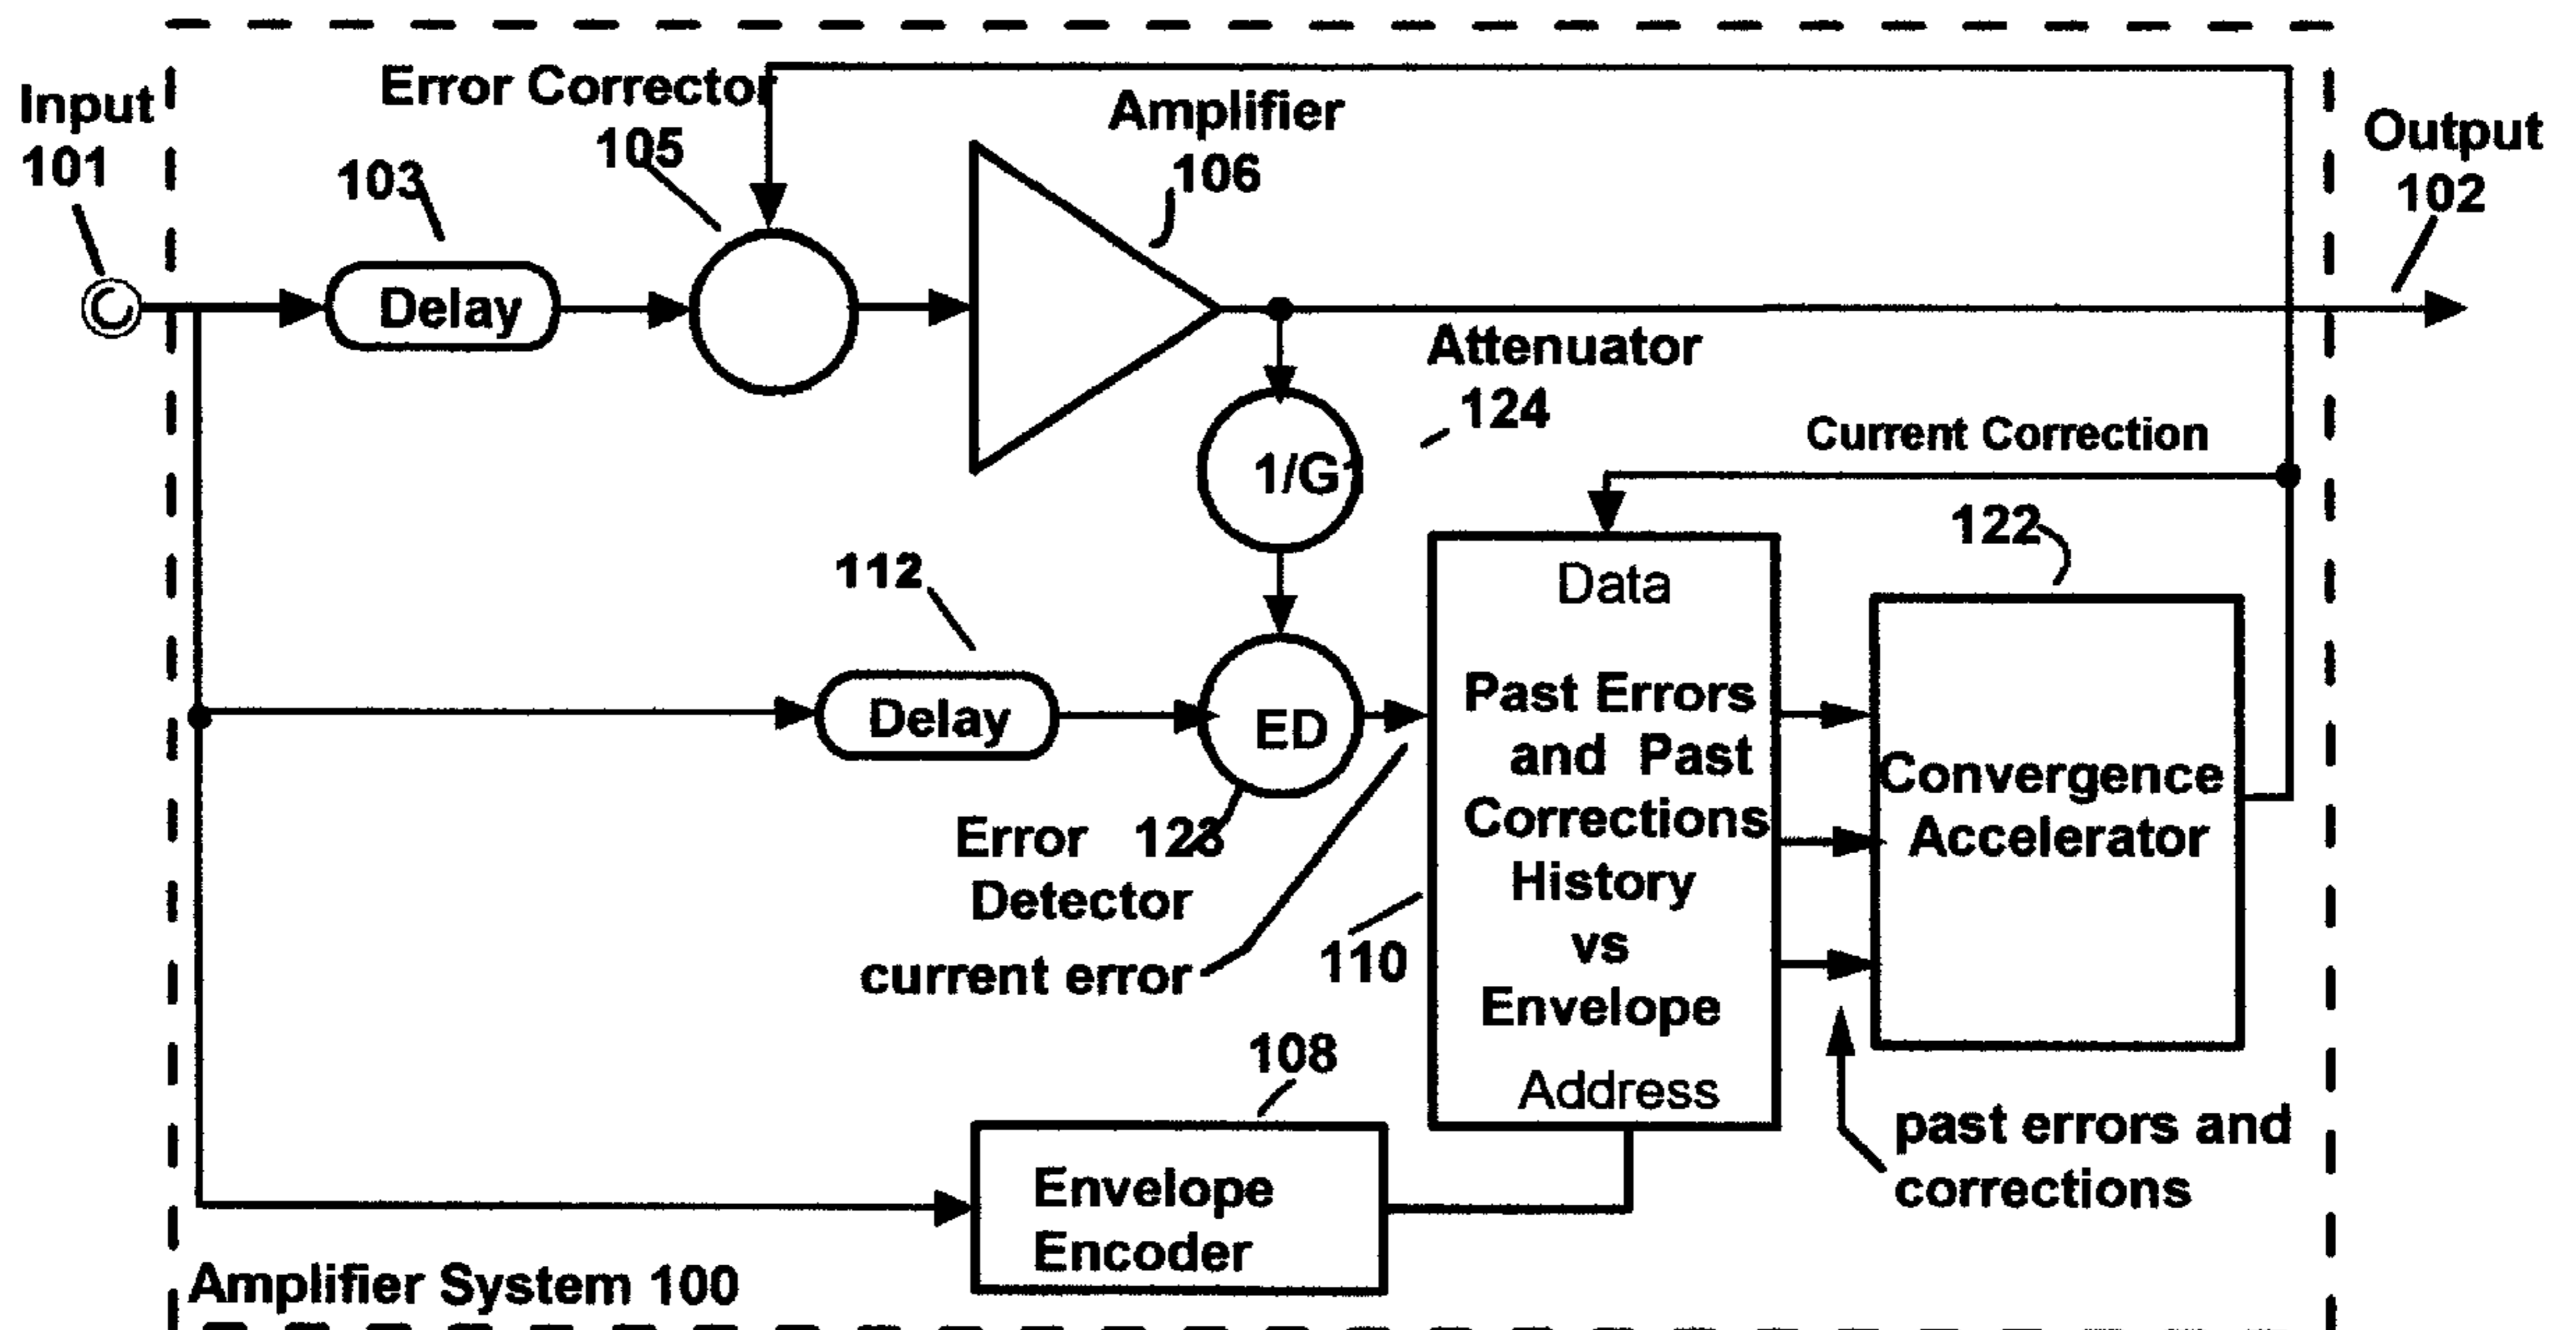 Input
101
Error Corrector
105
103
Amplifier
106
Output
102
Delay
Attenuator
124
1/G
Current Correction
122
112
Delay
ED
Error 123
Detector
current error
Data
Past Errors
and Past
Corrections
History
vs
Envelope
Address
110
Convergence
Accelerator
past errors and
corrections
108
Envelope
Encoder
Amplifier System 100